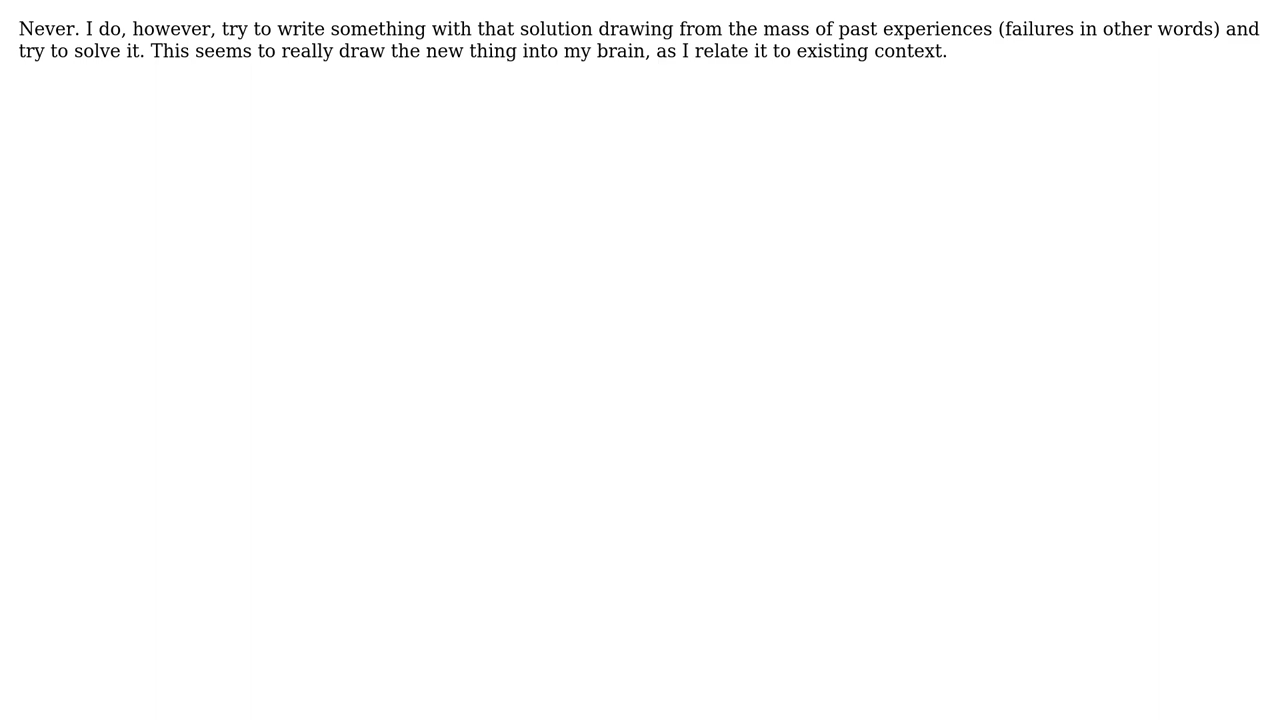 Never. I do, however, try to write something with that solution drawing from the mass of past experiences (failures in other words) and
try to solve it. This seems to really draw the new thing into my brain, as I relate it to existing context.